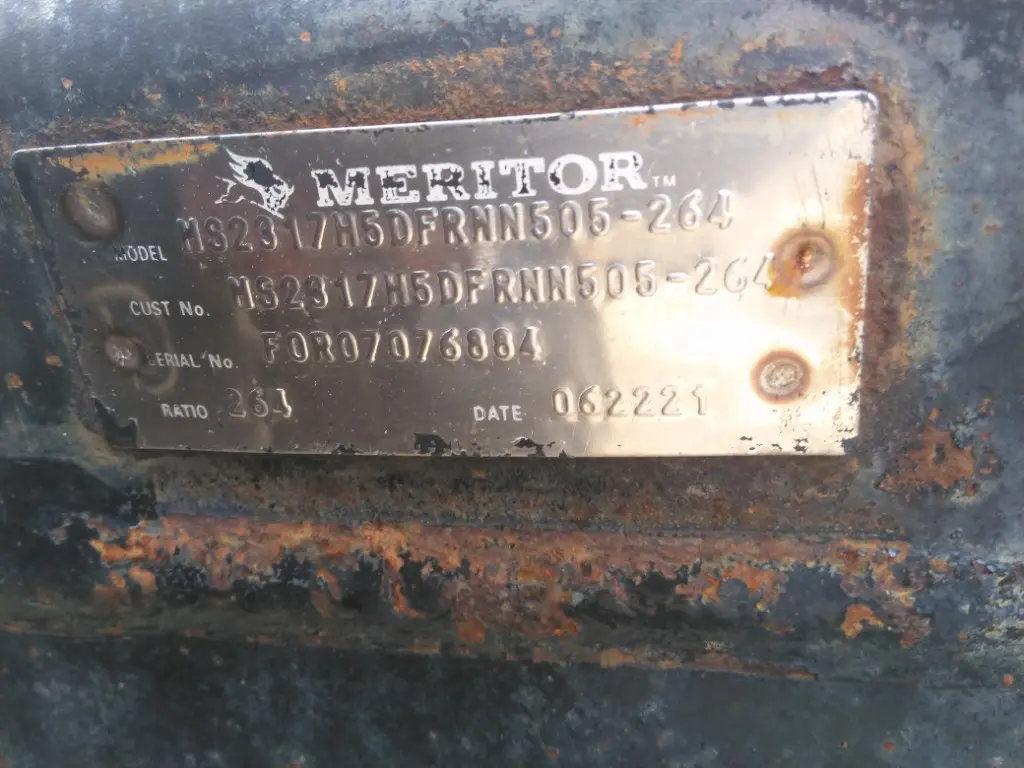 MERITOR™
MODEL MS2317H5DFRNN505-264
CUST No. MS2317H5DFRNN505-264
SERIAL No. FOR07076884
RATIO 264
DATE 062221